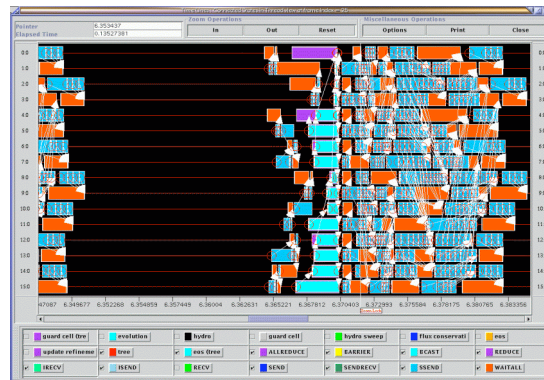 Pointer 6.353437
Elapsed Time 0.13527381
Zoom Operations
In Out Reset
Miscellaneous Operations
Options Print Close
0:0
1:0
2:0
3:0
4:0
5:0
6:0
7:0
8:0
9:0
10:0
11:0
12:0
13:0
14:0
15:0
47087 6.349677 6.352268 6.354859 6.357449 6.36004 6.362631 6.365221 6.367812 6.370403 6.372993 6.375584 6.378175 6.380765 6.383356
guard cell (tre evolution hydro guard cell hydro sweep flux conservati eos
update refineme tree mns (tree ALLREDUCE BARRIER BCAST REDUCE
IRECV ISEND RECV SEND SENDRECV SSEND WAITALL